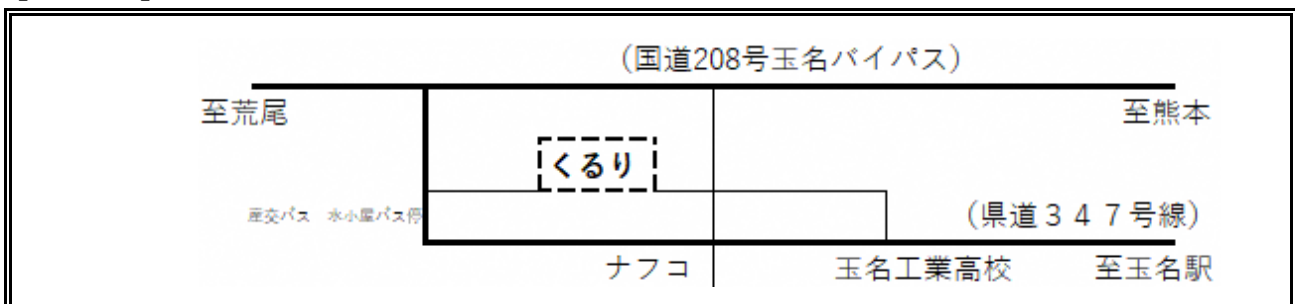 (国道208号玉名バイパス)
至荒尾
至熊本
くるり
産交バス 水小屋バス停
(県道347号線)
ナフコ
玉名工業高校
至玉名駅